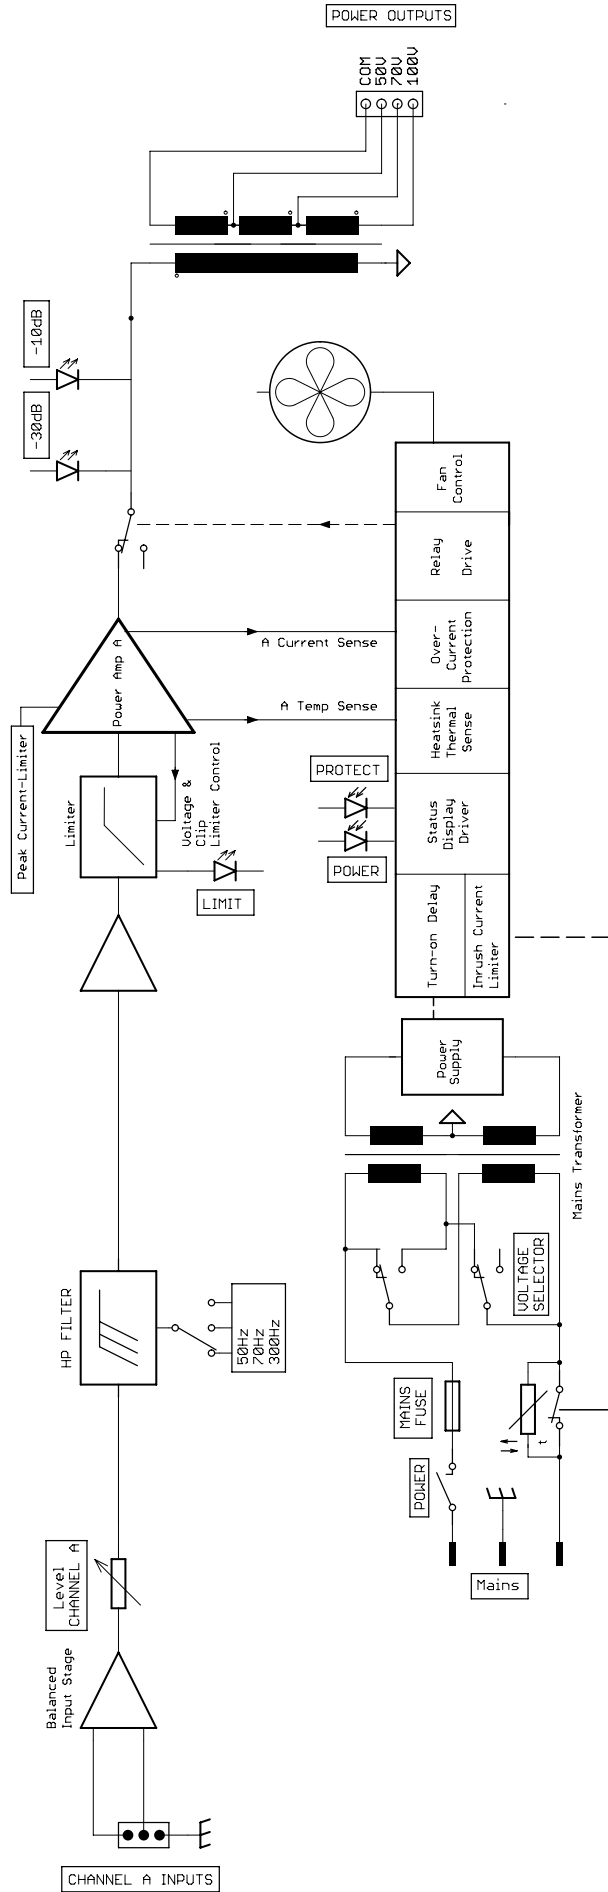 POWER OUTPUTS
COM
50V
70V
100V
-10dB
-30dB
Fan
Control
Relay
Drive
Over-
Current
Protection
Heatsink
Thermal
Sense
Status
Display
Driver
Turn-on Delay
Inrush Current
Limiter
A Current Sense
A Temp Sense
Power Amp A
Peak Current-Limiter
Limiter
Voltage &
Clip
Limiter Control
LIMIT
PROTECT
POWER
Power
Supply
Mains Transformer
HP FILTER
50Hz
70Hz
300Hz
VOLTAGE
SELECTOR
MAINS
FUSE
POWER
t
Mains
Level
CHANNEL A
Balanced
Input Stage
CHANNEL A INPUTS